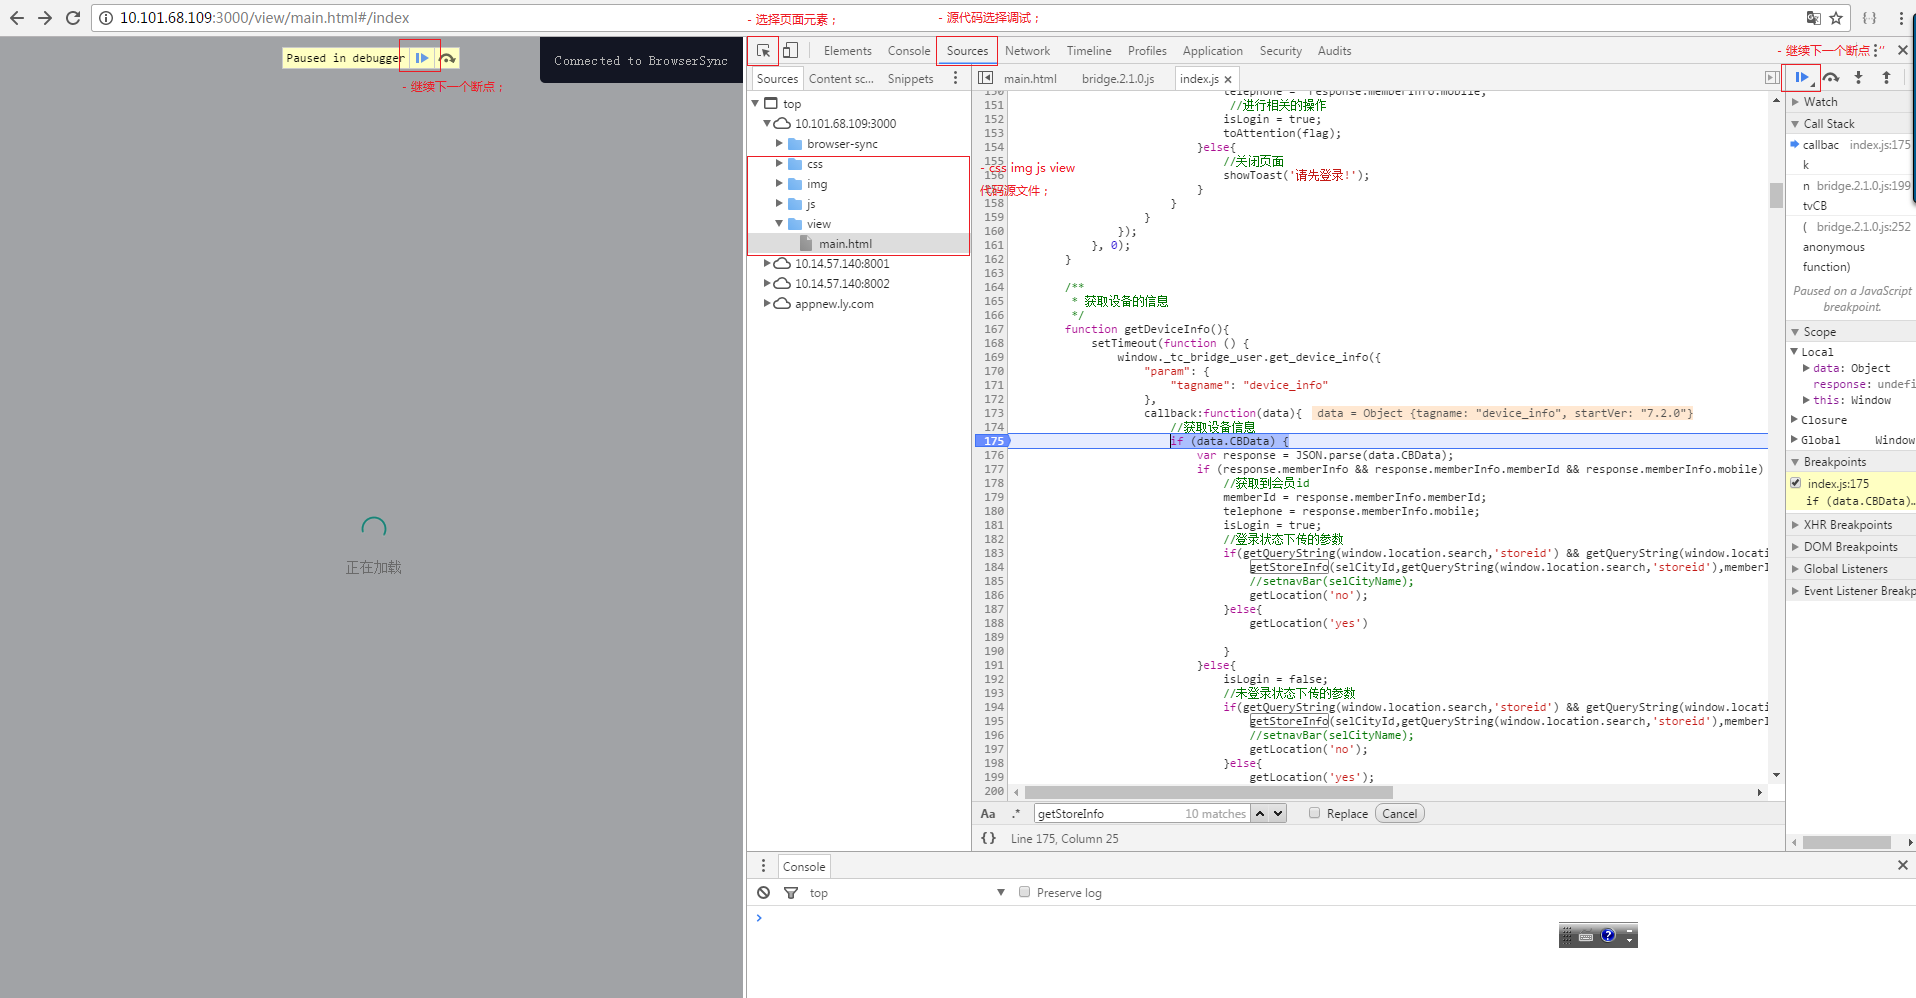 10.101.68.109:3000/view/main.html#/index
- 选择页面元素；
- 源代码选择调试；
Paused in debugger
Connected to BrowserSync
- 继续下一个断点；
正在加载
Elements Console Sources Network Timeline Profiles Application Security Audits
- 继续下一个断点
Sources Content sc... Snippets
main.html bridge.2.1.0.js index.js ×
top
10.101.68.109:3000
browser-sync
css
img
js
view
main.html
10.14.57.140:8001
10.14.57.140:8002
appnew.ly.com
- css img js view
代码源文件；
150 telephone = response.memberInfo.mobile;
151 //进行相关的操作
152 isLogin = true;
153 toAttention(flag);
154 }else{
155 //关闭页面
156 showToast('请先登录!');
}
158 }
159 }
160 });
161 }, 0);
162 }
163
164 /**
165 * 获取设备的信息
166 */
167 function getDeviceInfo(){
168 setTimeout(function () {
169 window._tc_bridge_user.get_device_info({
170 "param": {
171 "tagname": "device_info"
172 },
173 callback:function(data){ data = Object {tagname: "device_info", startVer: "7.2.0"}
174 //获取设备信息
175 if (data.CBData) {
176 var response = JSON.parse(data.CBData);
177 if (response.memberInfo && response.memberInfo.memberId && response.memberInfo.mobile)
178 //获取到会员id
179 memberId = response.memberInfo.memberId;
180 telephone = response.memberInfo.mobile;
181 isLogin = true;
182 //登录状态下传的参数
183 if(getQueryString(window.location.search,'storeid') && getQueryString(window.locati
184 getStoreInfo(selCityId,getQueryString(window.location.search,'storeid'),memberI
185 //setnavBar(selCityName);
186 getLocation('no');
187 }else{
188 getLocation('yes')
189
190 }
191 }else{
192 isLogin = false;
193 //未登录状态下传的参数
194 if(getQueryString(window.location.search,'storeid') && getQueryString(window.locati
195 getStoreInfo(selCityId,getQueryString(window.location.search,'storeid'),memberI
196 //setnavBar(selCityName);
197 getLocation('no');
198 }else{
199 getLocation('yes');
200
Aa .* getStoreInfo 10 matches Replace Cancel
{} Line 175, Column 25
Watch
Call Stack
callbac index.js:175
k
n bridge.2.1.0.js:199
tvCB
( bridge.2.1.0.js:252
anonymous
function)
Paused on a JavaScript
breakpoint.
Scope
Local
data: Object
response: undefi
this: Window
Closure
Global Window
Breakpoints
index.js:175
if (data.CBData)…
XHR Breakpoints
DOM Breakpoints
Global Listeners
Event Listener Breakp
Console
top Preserve log